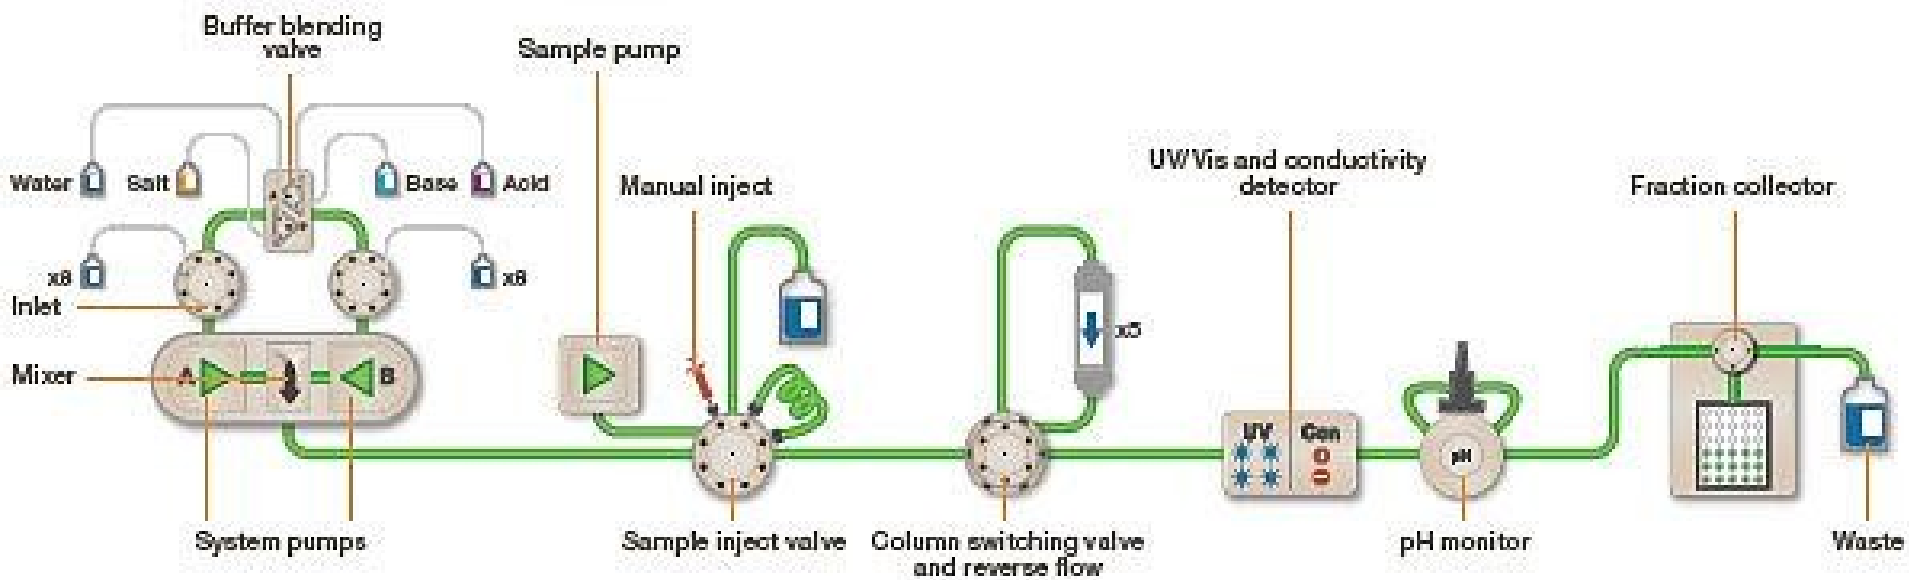 Buffer blending
valve
Sample pump
UV/Vis and conductivity
detector
Water
Salt
Base
Acid
Manual inject
Fraction collector
x8
x8
Inlet
x5
Mixer
A
B
UV
Con
pH
System pumps
Sample inject valve
Column switching valve
and reverse flow
pH monitor
Waste